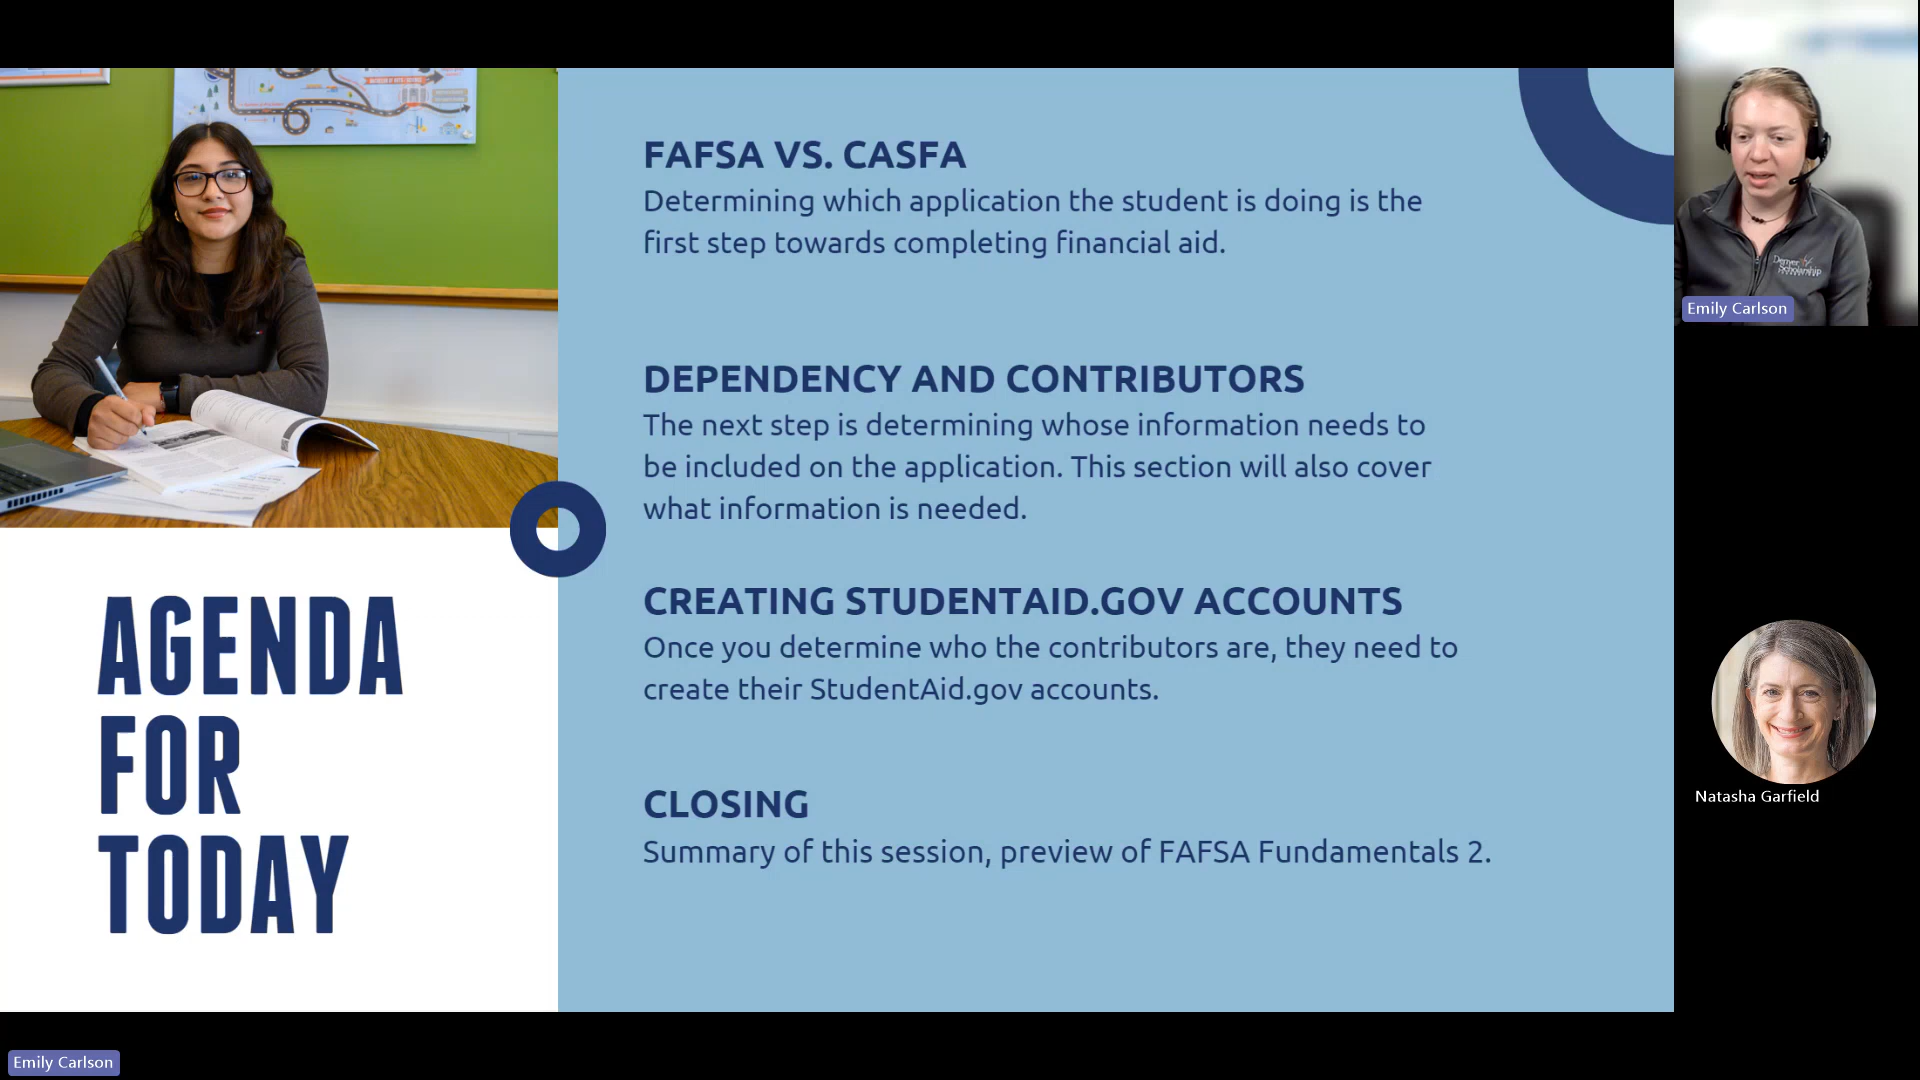 AGENDA
FOR
TODAY
FAFSA VS. CASFA
Determining which application the student is doing is the
first step towards completing financial aid.
DEPENDENCY AND CONTRIBUTORS
The next step is determining whose information needs to
be included on the application. This section will also cover
what information is needed.
CREATING STUDENTAID.GOV ACCOUNTS
Once you determine who the contributors are, they need to
create their StudentAid.gov accounts.
CLOSING
Summary of this session, preview of FAFSA Fundamentals 2.
Denver
Scholarship
Emily Carlson
Natasha Garfield
Emily Carlson